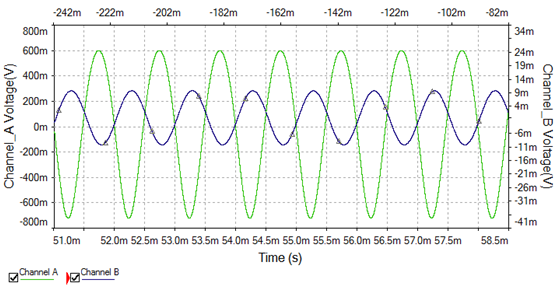 -242m -222m -202m -182m -162m -142m -122m -102m -82m
800m
600m
400m
200m
0m
-200m
-400m
-600m
-800m
Channel_A Voltage(V)
34m
24m
19m
14m
9m
4m
-6m
-11m
-16m
-21m
-26m
-31m
-41m
Channel_B Voltage(V)
51.0m 52.0m 52.5m 53.0m 53.5m 54.0m 54.5m 55.0m 55.5m 56.0m 56.5m 57.0m 57.5m 58.5m
Time (s)
Channel A Channel B